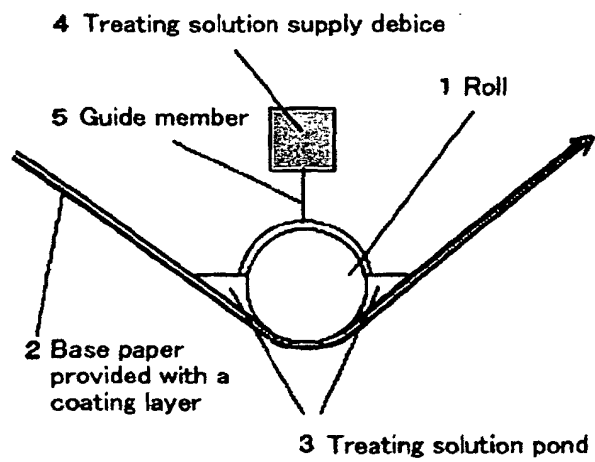 4 Treating solution supply debice
1 Roll
5 Guide member
2 Base paper
provided with a
coating layer
3 Treating solution pond